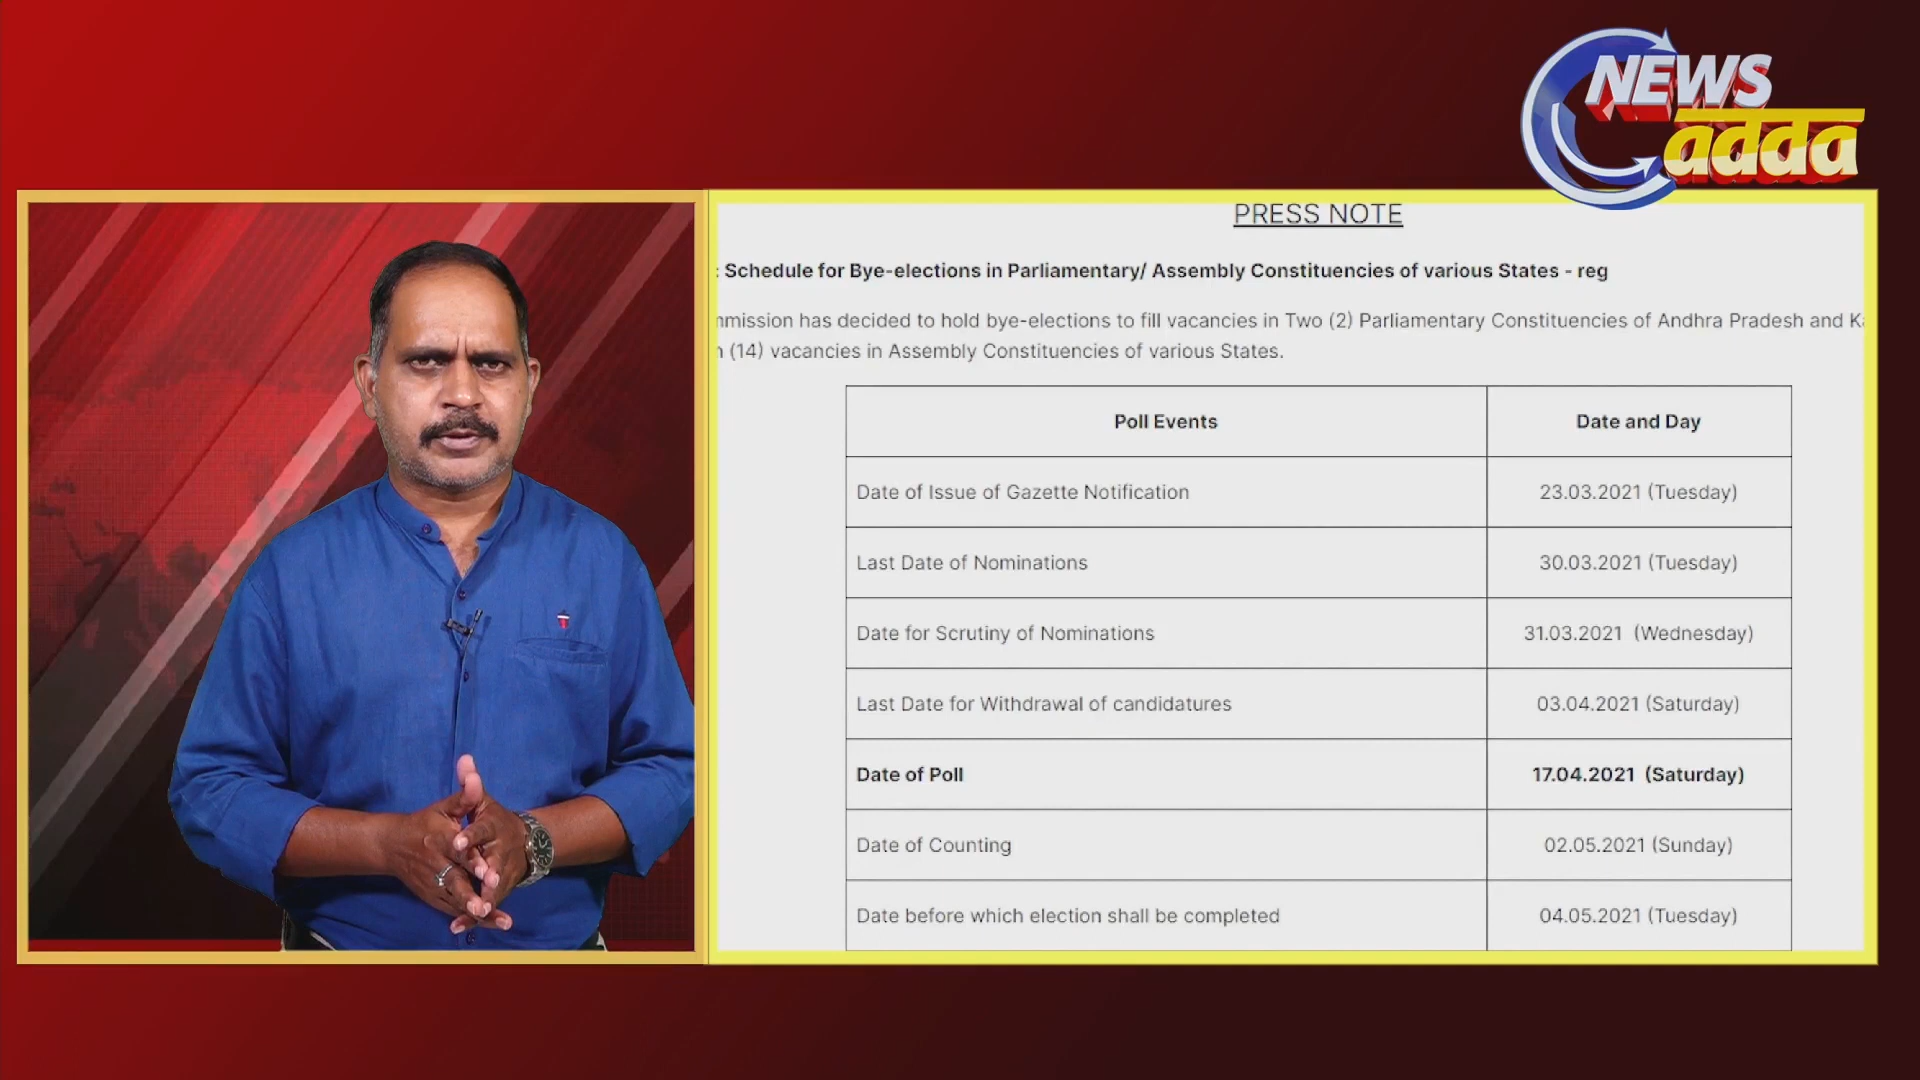 NEWS
adda
PRESS NOTE
: Schedule for Bye-elections in Parliamentary/ Assembly Constituencies of various States - reg
has decided to hold bye-elections to fill vacancies in Two (2) Parliamentary Constituencies of Andhra Pradesh and
(14) vacancies in Assembly Constituencies of various States.
Poll Events Date and Day
Date of Issue of Gazette Notification 23.03.2021 (Tuesday)
Last Date of Nominations 30.03.2021 (Tuesday)
Date for Scrutiny of Nominations 31.03.2021 (Wednesday)
Last Date for Withdrawal of candidatures 03.04.2021 (Saturday)
Date of Poll 17.04.2021 (Saturday)
Date of Counting 02.05.2021 (Sunday)
Date before which election shall be completed 04.05.2021 (Tuesday)